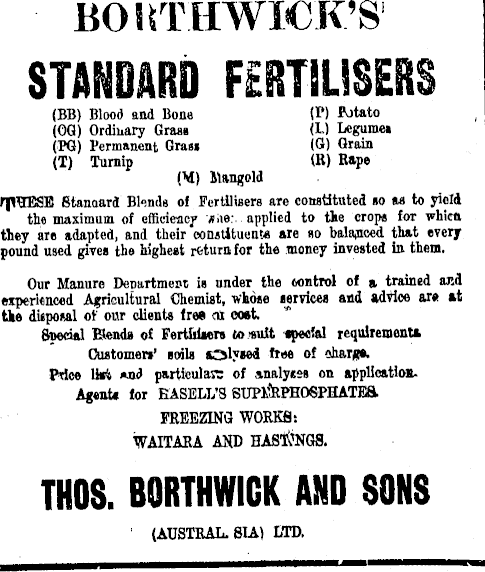 BORTHWICK'S
STANDARD FERTILISERS
(BB) Blood and Bone (P) Potato
(OG) Ordinary Grass (L) Legumes
(PG) Permanent Grass (G) Grain
(T) Turnip (R) Rape
(M) Mangold
THESE Standard Blends of Fertilisers are constituted so as to yield
the maximum of efficiency when applied to the crops for which
they are adapted, and their constituents are so balanced that every
pound used gives the highest return for the money invested in them.
Our Manure Department is under the control of a trained and
experienced Agricultural Chemist, whose services and advice are at
the disposal of our clients free of cost.
Special Blends of Fertilisers to suit special requirements
Customers' soils analysed free of charge.
Price list and particulars of analyses on application.
Agents for HASELL'S SUPERPHOSPHATES.
FREEZING WORKS:
WAITARA AND HASTINGS.
THOS. BORTHWICK AND SONS
(AUSTRALASIA) LTD.